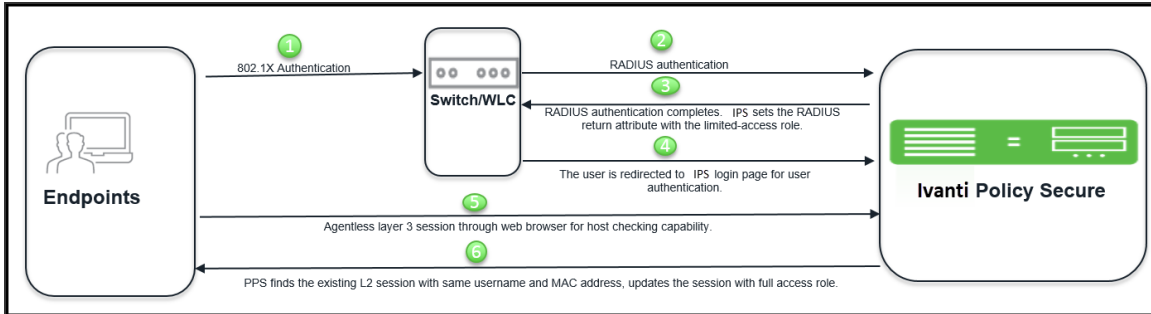 1
802.1X Authentication
2
RADIUS authentication
Switch/WLC
3
RADIUS authentication completes. IPS sets the RADIUS
return attribute with the limited-access role.
4
The user is redirected to IPS login page for user
authentication.
Endpoints
Ivanti Policy Secure
5
Agentless layer 3 session through web browser for host checking capability.
6
PPS finds the existing L2 session with same username and MAC address, updates the session with full access role.